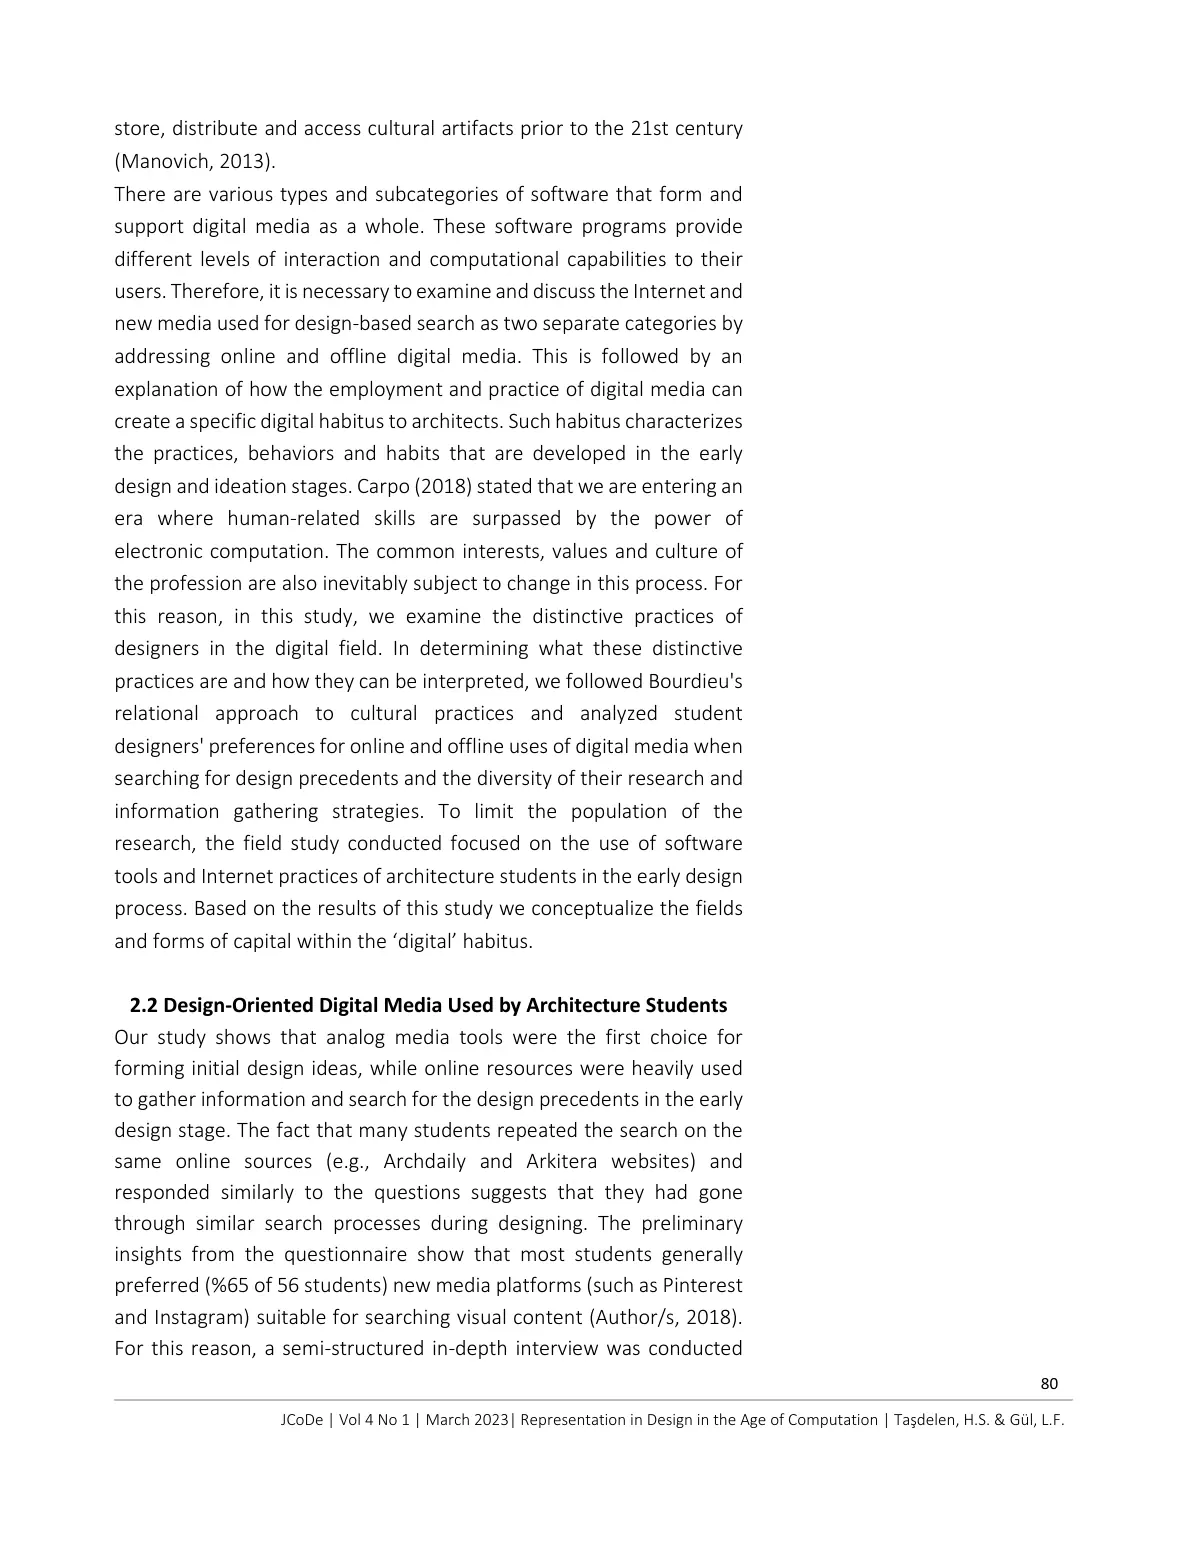 store, distribute and access cultural artifacts prior to the 21st century
(Manovich, 2013).
There are various types and subcategories of software that form and
support digital media as a whole. These software programs provide
different levels of interaction and computational capabilities to their
users. Therefore, it is necessary to examine and discuss the Internet and
new media used for design-based search as two separate categories by
addressing online and offline digital media. This is followed by an
explanation of how the employment and practice of digital media can
create a specific digital habitus to architects. Such habitus characterizes
the practices, behaviors and habits that are developed in the early
design and ideation stages. Carpo (2018) stated that we are entering an
era where human-related skills are surpassed by the power of
electronic computation. The common interests, values and culture of
the profession are also inevitably subject to change in this process. For
this reason, in this study, we examine the distinctive practices of
designers in the digital field. In determining what these distinctive
practices are and how they can be interpreted, we followed Bourdieu's
relational approach to cultural practices and analyzed student
designers' preferences for online and offline uses of digital media when
searching for design precedents and the diversity of their research and
information gathering strategies. To limit the population of the
research, the field study conducted focused on the use of software
tools and Internet practices of architecture students in the early design
process. Based on the results of this study we conceptualize the fields
and forms of capital within the ‘digital’ habitus.
2.2 Design-Oriented Digital Media Used by Architecture Students
Our study shows that analog media tools were the first choice for
forming initial design ideas, while online resources were heavily used
to gather information and search for the design precedents in the early
design stage. The fact that many students repeated the search on the
same online sources (e.g., Archdaily and Arkitera websites) and
responded similarly to the questions suggests that they had gone
through similar search processes during designing. The preliminary
insights from the questionnaire show that most students generally
preferred (%65 of 56 students) new media platforms (such as Pinterest
and Instagram) suitable for searching visual content (Author/s, 2018).
For this reason, a semi-structured in-depth interview was conducted
80
JCoDe | Vol 4 No 1 | March 2023| Representation in Design in the Age of Computation | Taşdelen, H.S. & Gül, L.F.